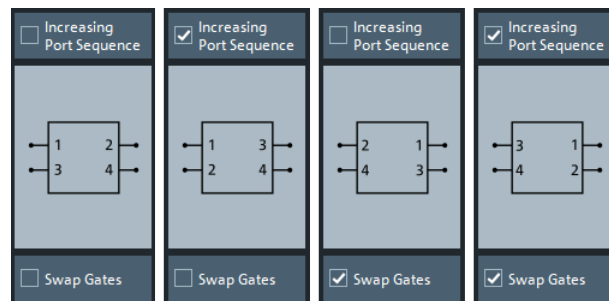 Increasing
Port Sequence
1 2
3 4
Swap Gates
Increasing
Port Sequence
1 3
2 4
Swap Gates
Increasing
Port Sequence
2 1
4 3
Swap Gates
Increasing
Port Sequence
3 1
4 2
Swap Gates